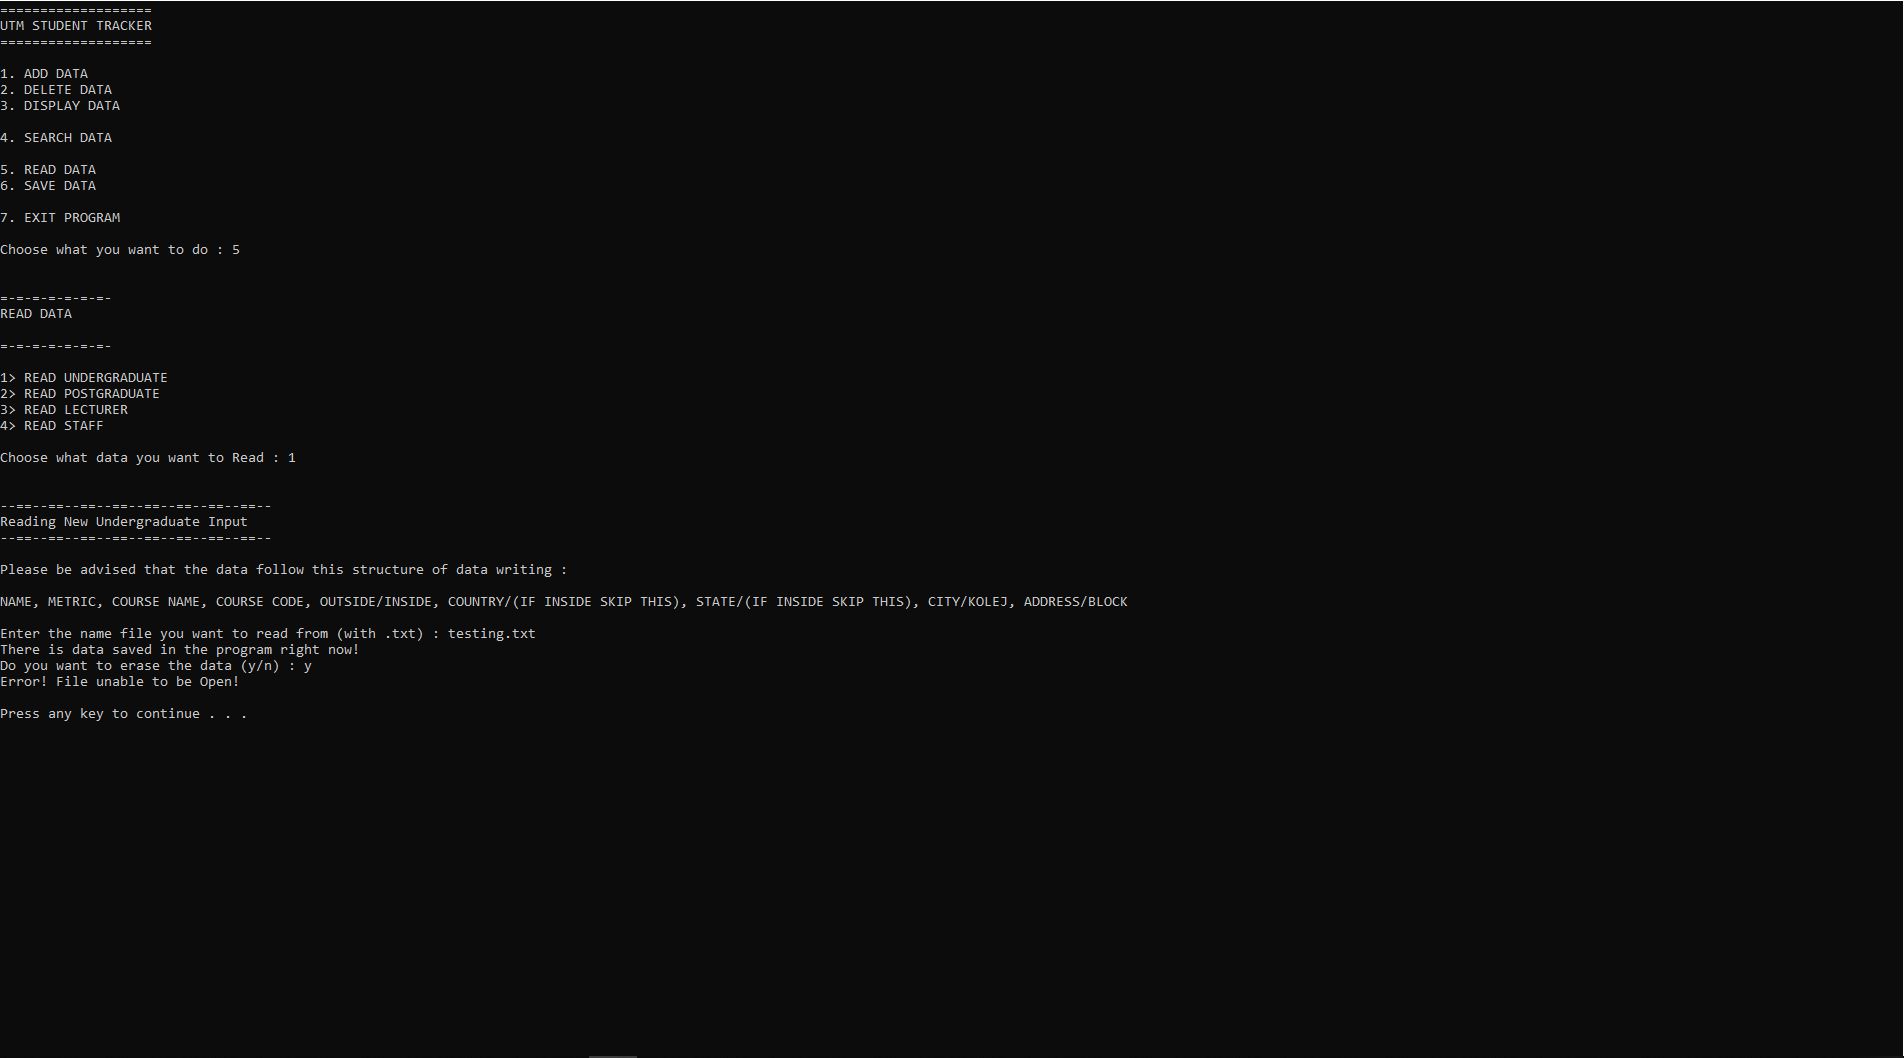 ===================
UTM STUDENT TRACKER
===================
1. ADD DATA
2. DELETE DATA
3. DISPLAY DATA
4. SEARCH DATA
5. READ DATA
6. SAVE DATA
7. EXIT PROGRAM
Choose what you want to do : 5
=-=-=-=-=-=-=-
READ DATA
=-=-=-=-=-=-=-
1> READ UNDERGRADUATE
2> READ POSTGRADUATE
3> READ LECTURER
4> READ STAFF
Choose what data you want to Read : 1
--==--==--==--==--==--==--==--==--
Reading New Undergraduate Input
--==--==--==--==--==--==--==--==--
Please be advised that the data follow this structure of data writing :
NAME, METRIC, COURSE NAME, COURSE CODE, OUTSIDE/INSIDE, COUNTRY/(IF INSIDE SKIP THIS), STATE/(IF INSIDE SKIP THIS), CITY/KOLEJ, ADDRESS/BLOCK
Enter the name file you want to read from (with .txt) : testing.txt
There is data saved in the program right now!
Do you want to erase the data (y/n) : y
Error! File unable to be Open!
Press any key to continue . . .